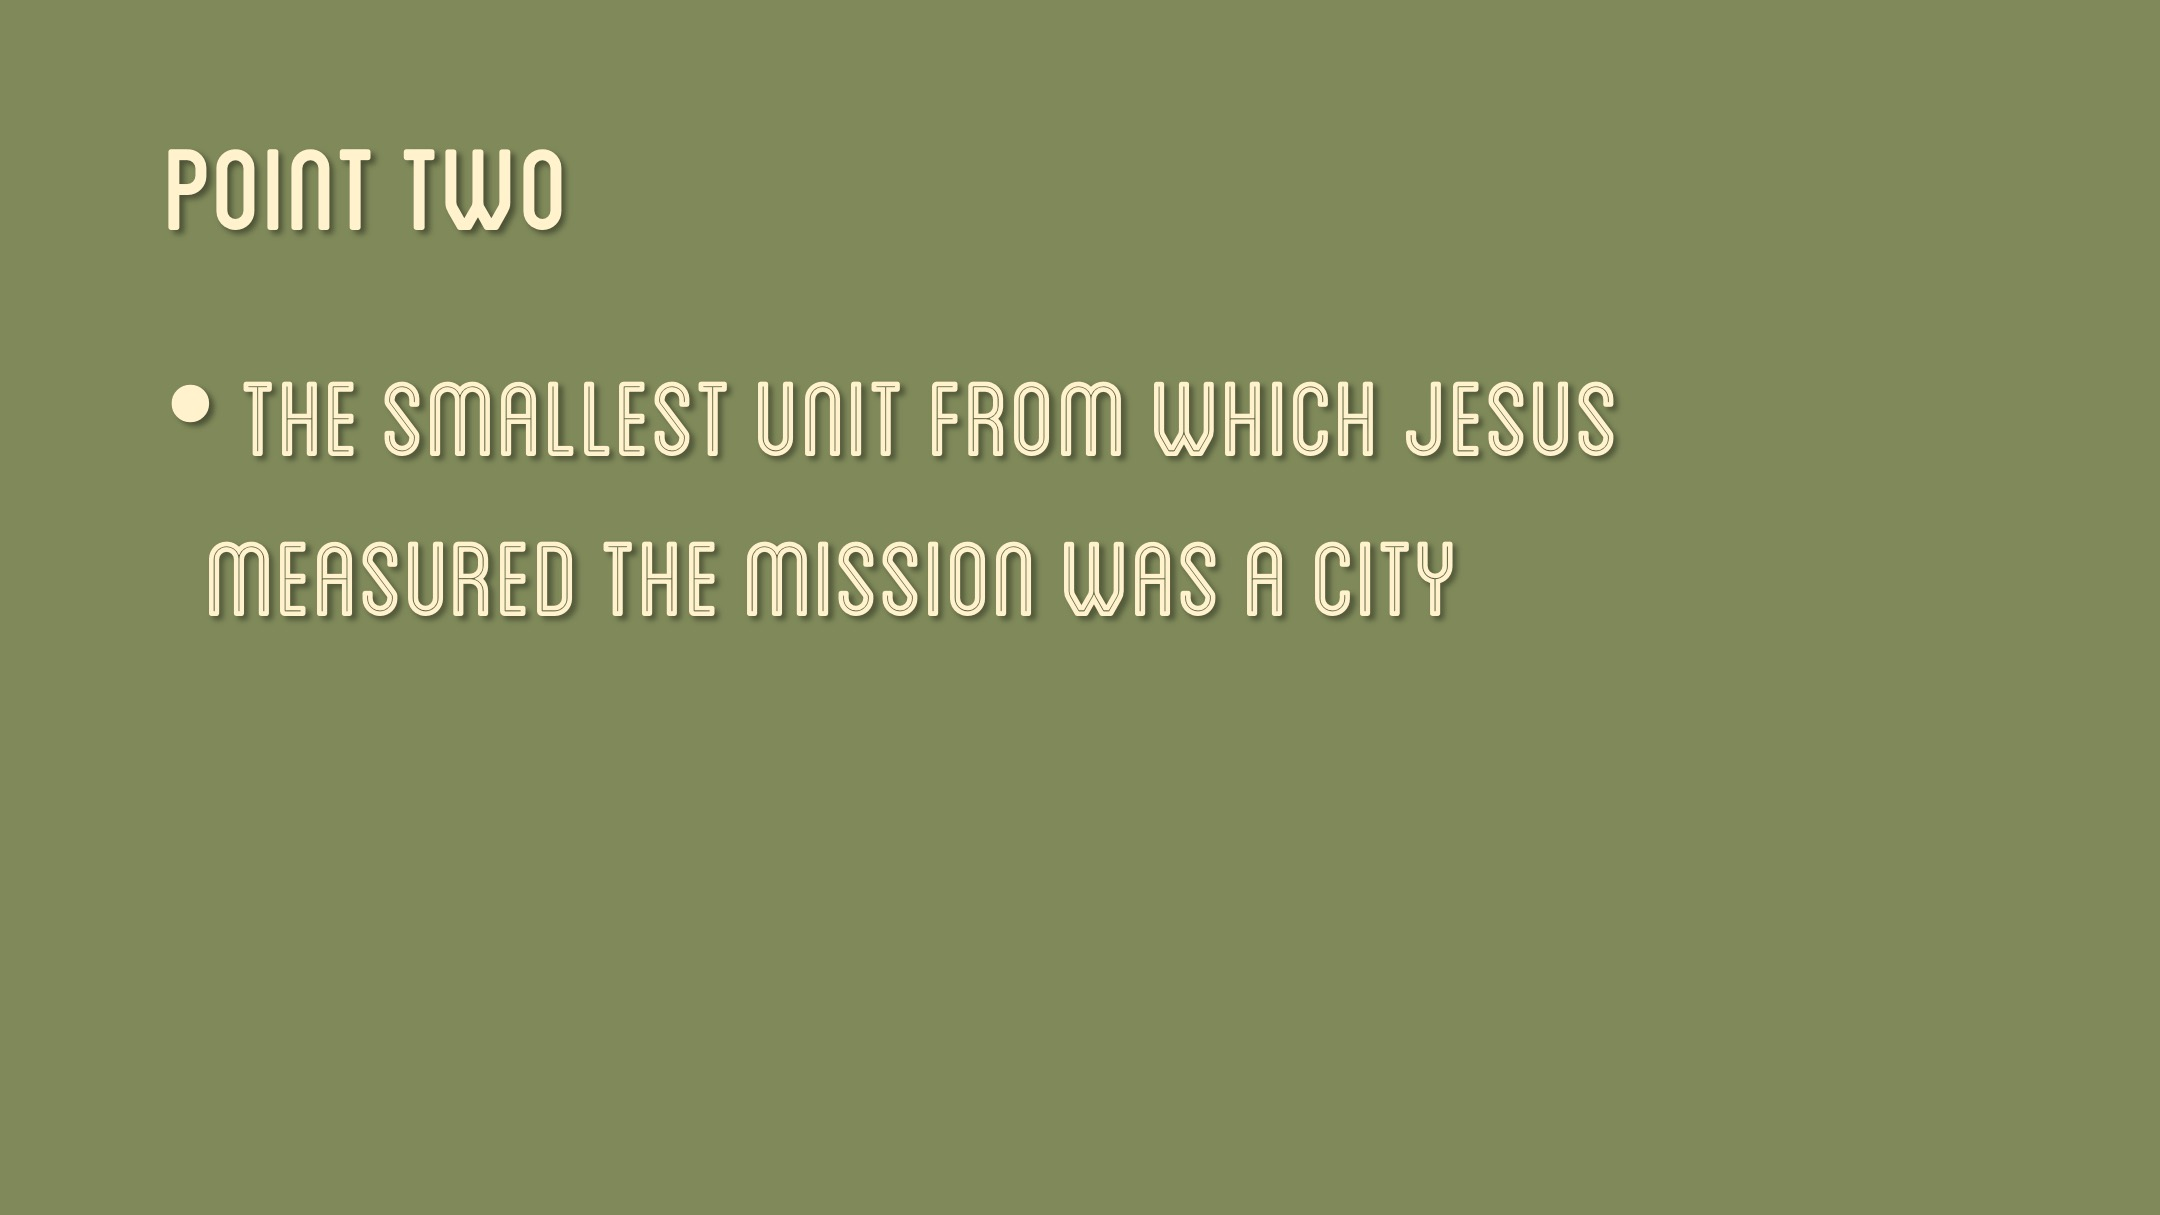 POINT TWO
• THE SMALLEST UNIT FROM WHICH JESUS
MEASURED THE MISSION WAS A CITY